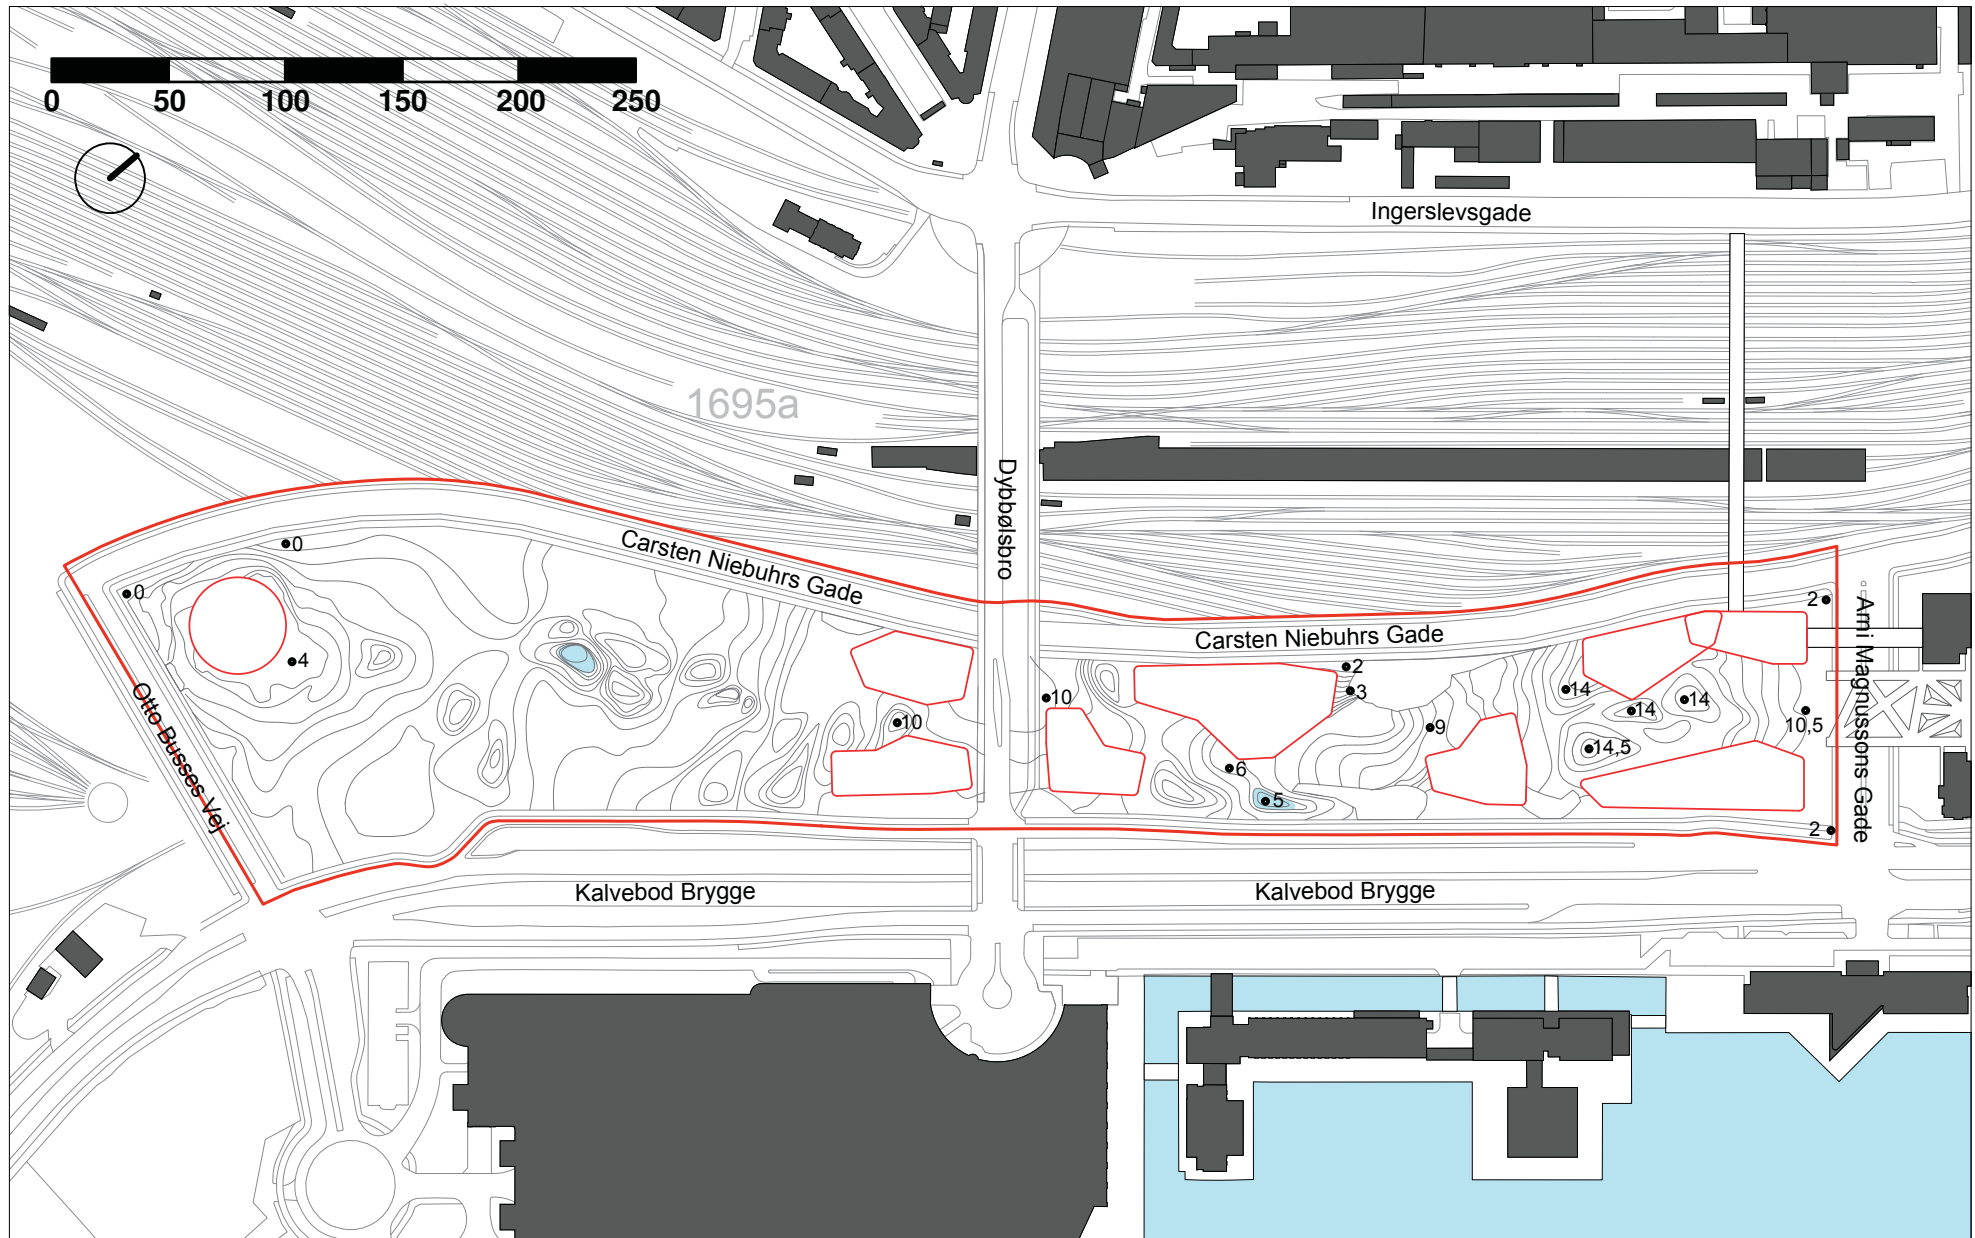 0 50 100 150 200 250
Ingerslevsgade
1695a
Dybbølsbro
Carsten Niebuhrs Gade
Carsten Niebuhrs Gade
Otto Busses Vej
Arni Magnussons Gade
0
0
4
10
10
2
3
9
6
5
14
14
14
14,5
10,5
2
2
Kalvebod Brygge
Kalvebod Brygge